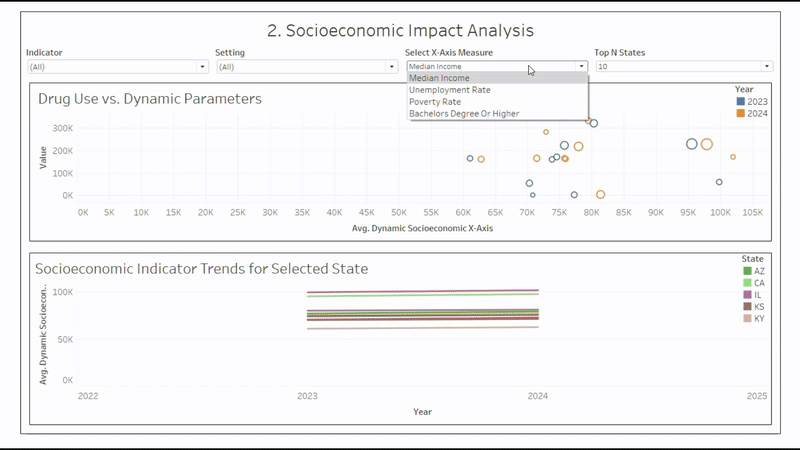 2. Socioeconomic Impact Analysis
Indicator
Setting
Select X-Axis Measure
Top N States
(All)
(All)
Median Income
10
Median Income
Unemployment Rate
Poverty Rate
Bachelors Degree Or Higher
Drug Use vs. Dynamic Parameters
Year
2023
2024
Value
300K
200K
100K
0K
0K 5K 10K 15K 20K 25K 30K 35K 40K 45K 50K 55K 60K 65K 70K 75K 80K 85K 90K 95K 100K 105K
Avg. Dynamic Socioeconomic X-Axis
Socioeconomic Indicator Trends for Selected State
State
AZ
CA
IL
KS
KY
Avg. Dynamic Socioecon..
100K
50K
0K
2022 2023 2024 2025
Year